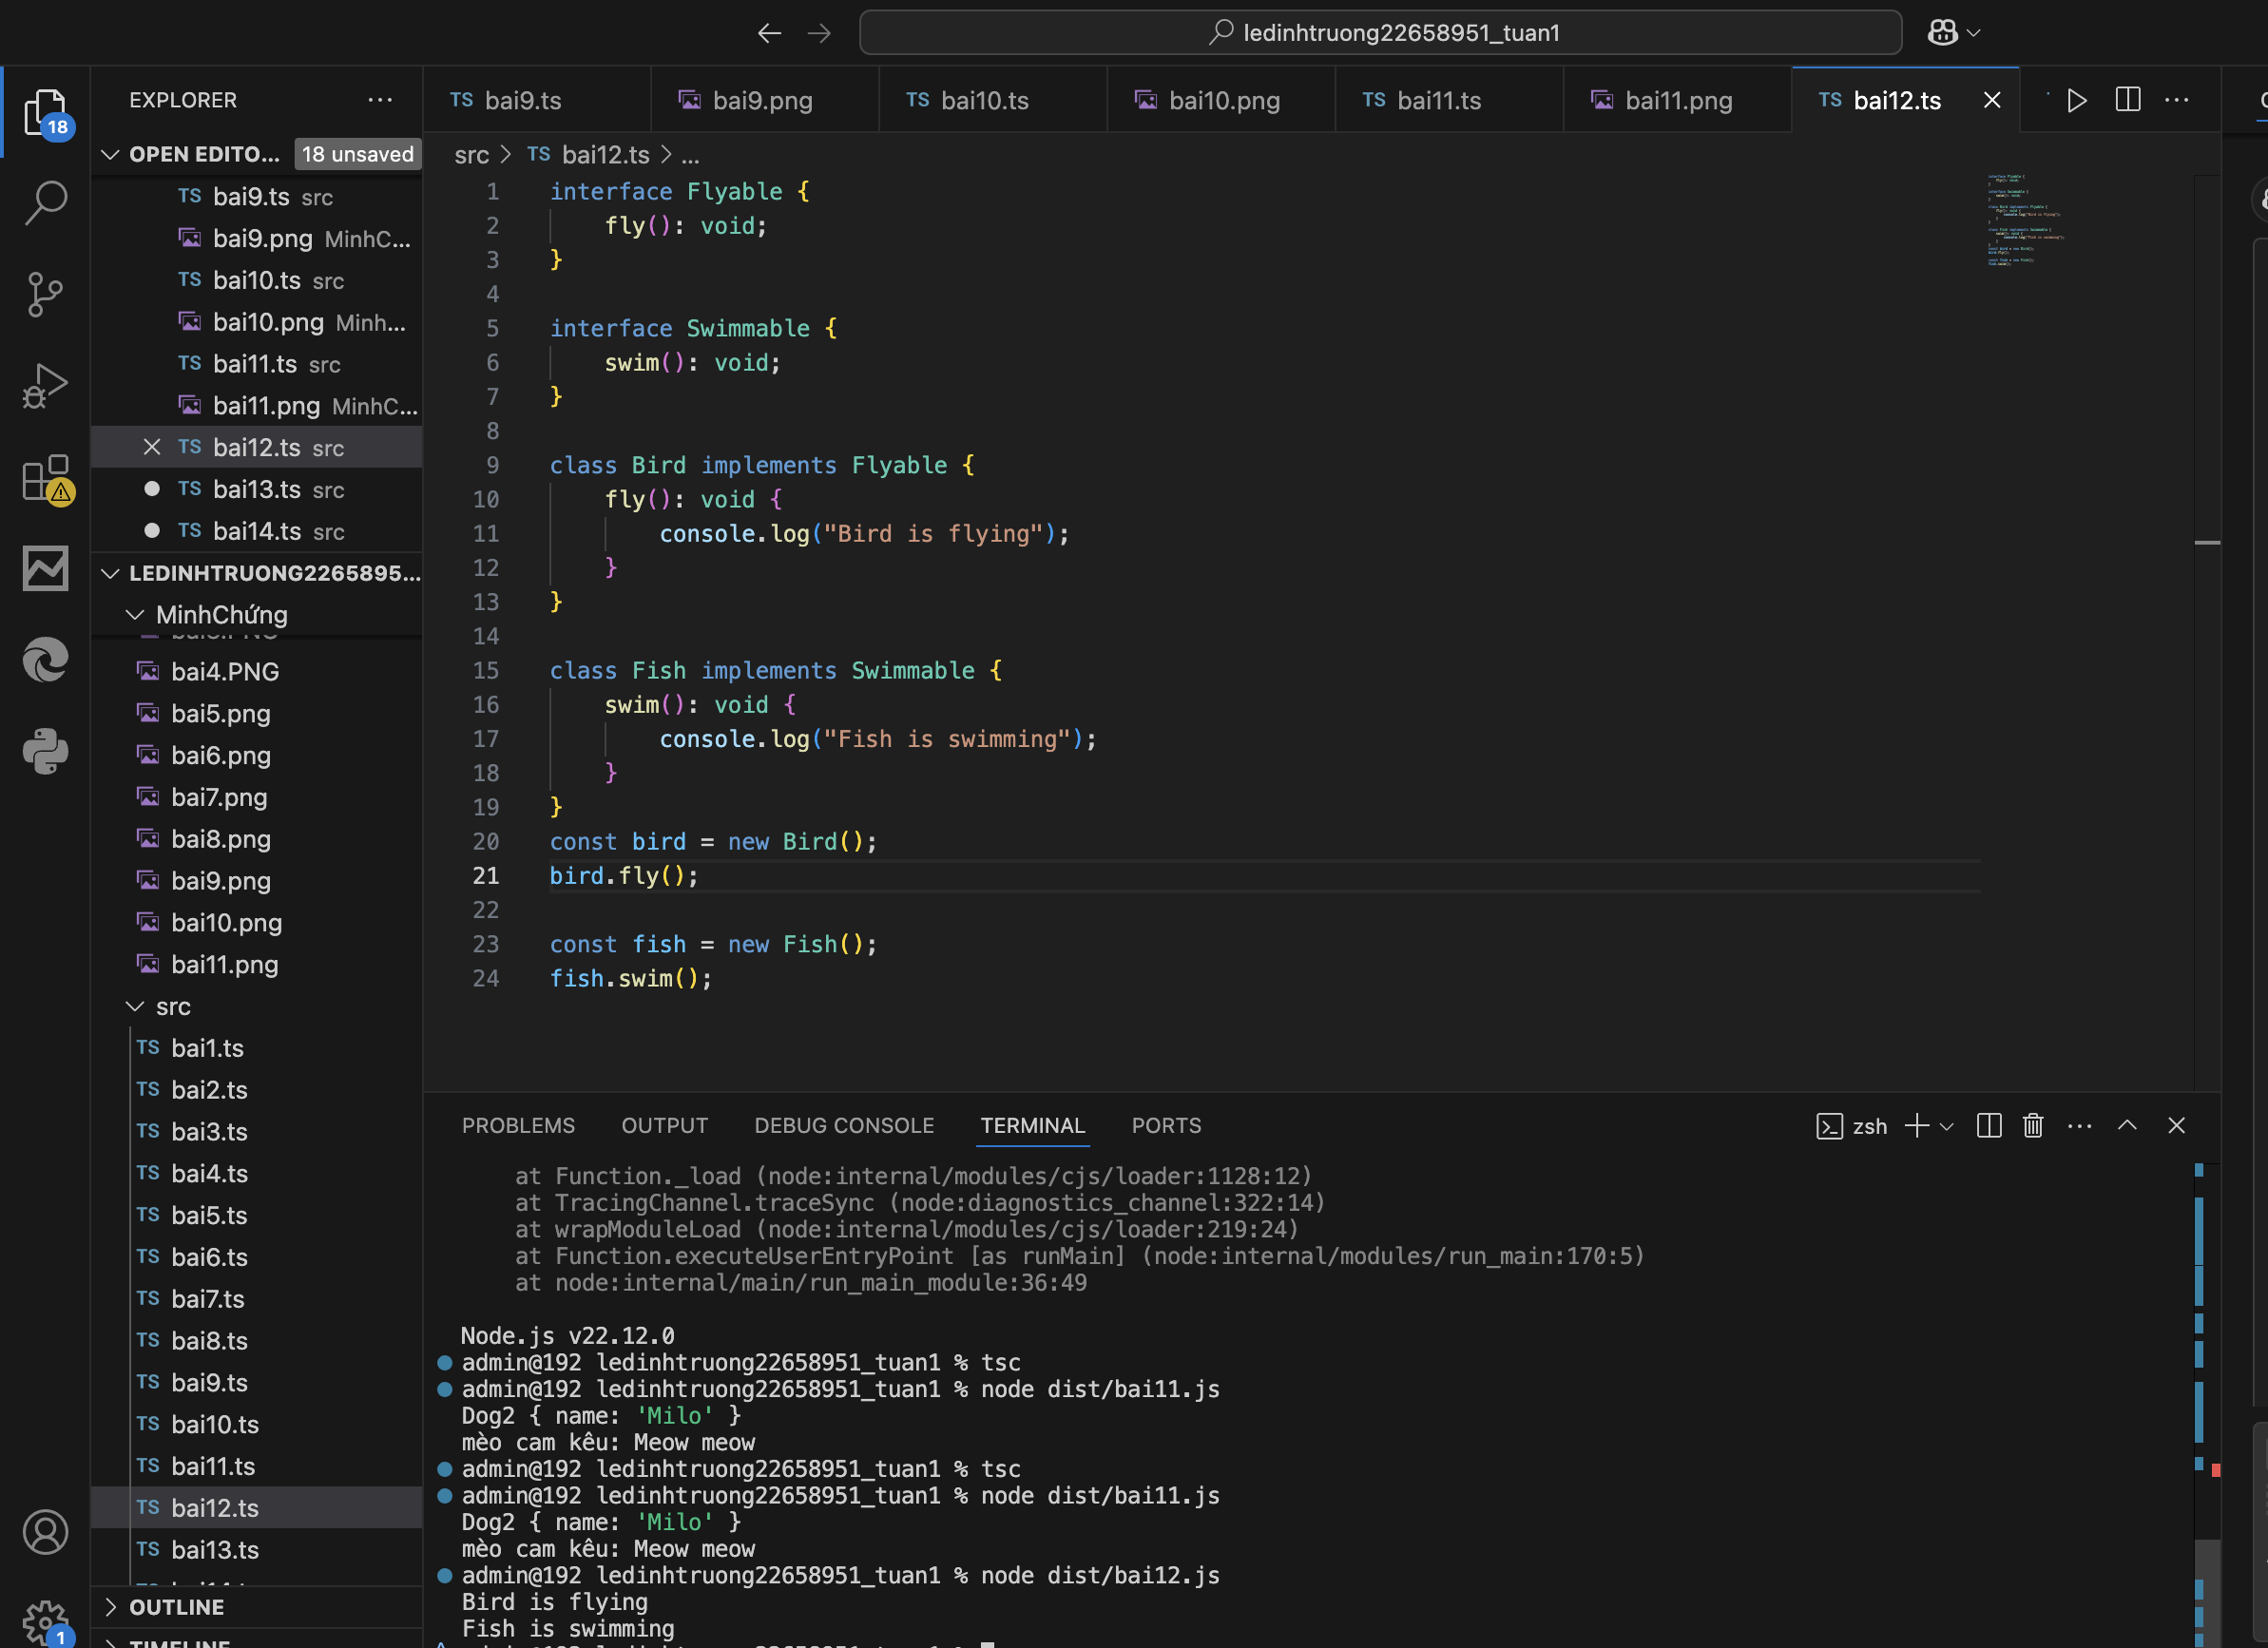 ledinhtruong22658951_tuan1
18
EXPLORER
OPEN EDITO... 18 unsaved
TS bai9.ts src
bai9.png MinhC...
TS bai10.ts src
bai10.png Minh...
TS bai11.ts src
bai11.png MinhC...
TS bai12.ts src
TS bai13.ts src
TS bai14.ts src
LEDINHTRUONG2265895...
MinhChứng
bai4.PNG
bai5.png
bai6.png
bai7.png
bai8.png
bai9.png
bai10.png
bai11.png
src
TS bai1.ts
TS bai2.ts
TS bai3.ts
TS bai4.ts
TS bai5.ts
TS bai6.ts
TS bai7.ts
TS bai8.ts
TS bai9.ts
TS bai10.ts
TS bai11.ts
TS bai12.ts
TS bai13.ts
OUTLINE
TIMELINE
1
TS bai9.ts bai9.png TS bai10.ts bai10.png TS bai11.ts bai11.png TS bai12.ts
src > TS bai12.ts > ...
1 interface Flyable {
2 fly(): void;
3 }
4
5 interface Swimmable {
6 swim(): void;
7 }
8
9 class Bird implements Flyable {
10 fly(): void {
11 console.log("Bird is flying");
12 }
13 }
14
15 class Fish implements Swimmable {
16 swim(): void {
17 console.log("Fish is swimming");
18 }
19 }
20 const bird = new Bird();
21 bird.fly();
22
23 const fish = new Fish();
24 fish.swim();
PROBLEMS OUTPUT DEBUG CONSOLE TERMINAL PORTS
zsh
at Function._load (node:internal/modules/cjs/loader:1128:12)
at TracingChannel.traceSync (node:diagnostics_channel:322:14)
at wrapModuleLoad (node:internal/modules/cjs/loader:219:24)
at Function.executeUserEntryPoint [as runMain] (node:internal/modules/run_main:170:5)
at node:internal/main/run_main_module:36:49
Node.js v22.12.0
admin@192 ledinhtruong22658951_tuan1 % tsc
admin@192 ledinhtruong22658951_tuan1 % node dist/bai11.js
Dog2 { name: 'Milo' }
mèo cam kêu: Meow meow
admin@192 ledinhtruong22658951_tuan1 % tsc
admin@192 ledinhtruong22658951_tuan1 % node dist/bai11.js
Dog2 { name: 'Milo' }
mèo cam kêu: Meow meow
admin@192 ledinhtruong22658951_tuan1 % node dist/bai12.js
Bird is flying
Fish is swimming